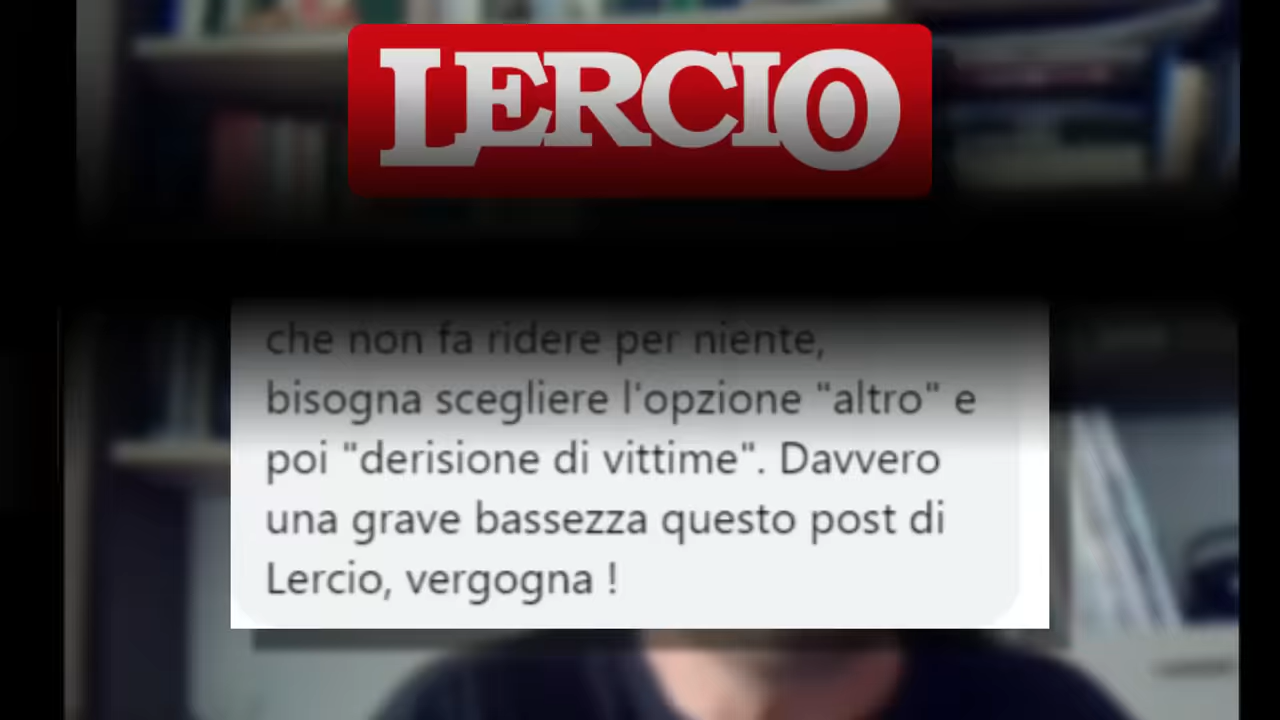 LERCIO
che non fa ridere per niente,
bisogna scegliere l'opzione "altro" e
poi "derisione di vittime". Davvero
una grave bassezza questo post di
Lercio, vergogna !